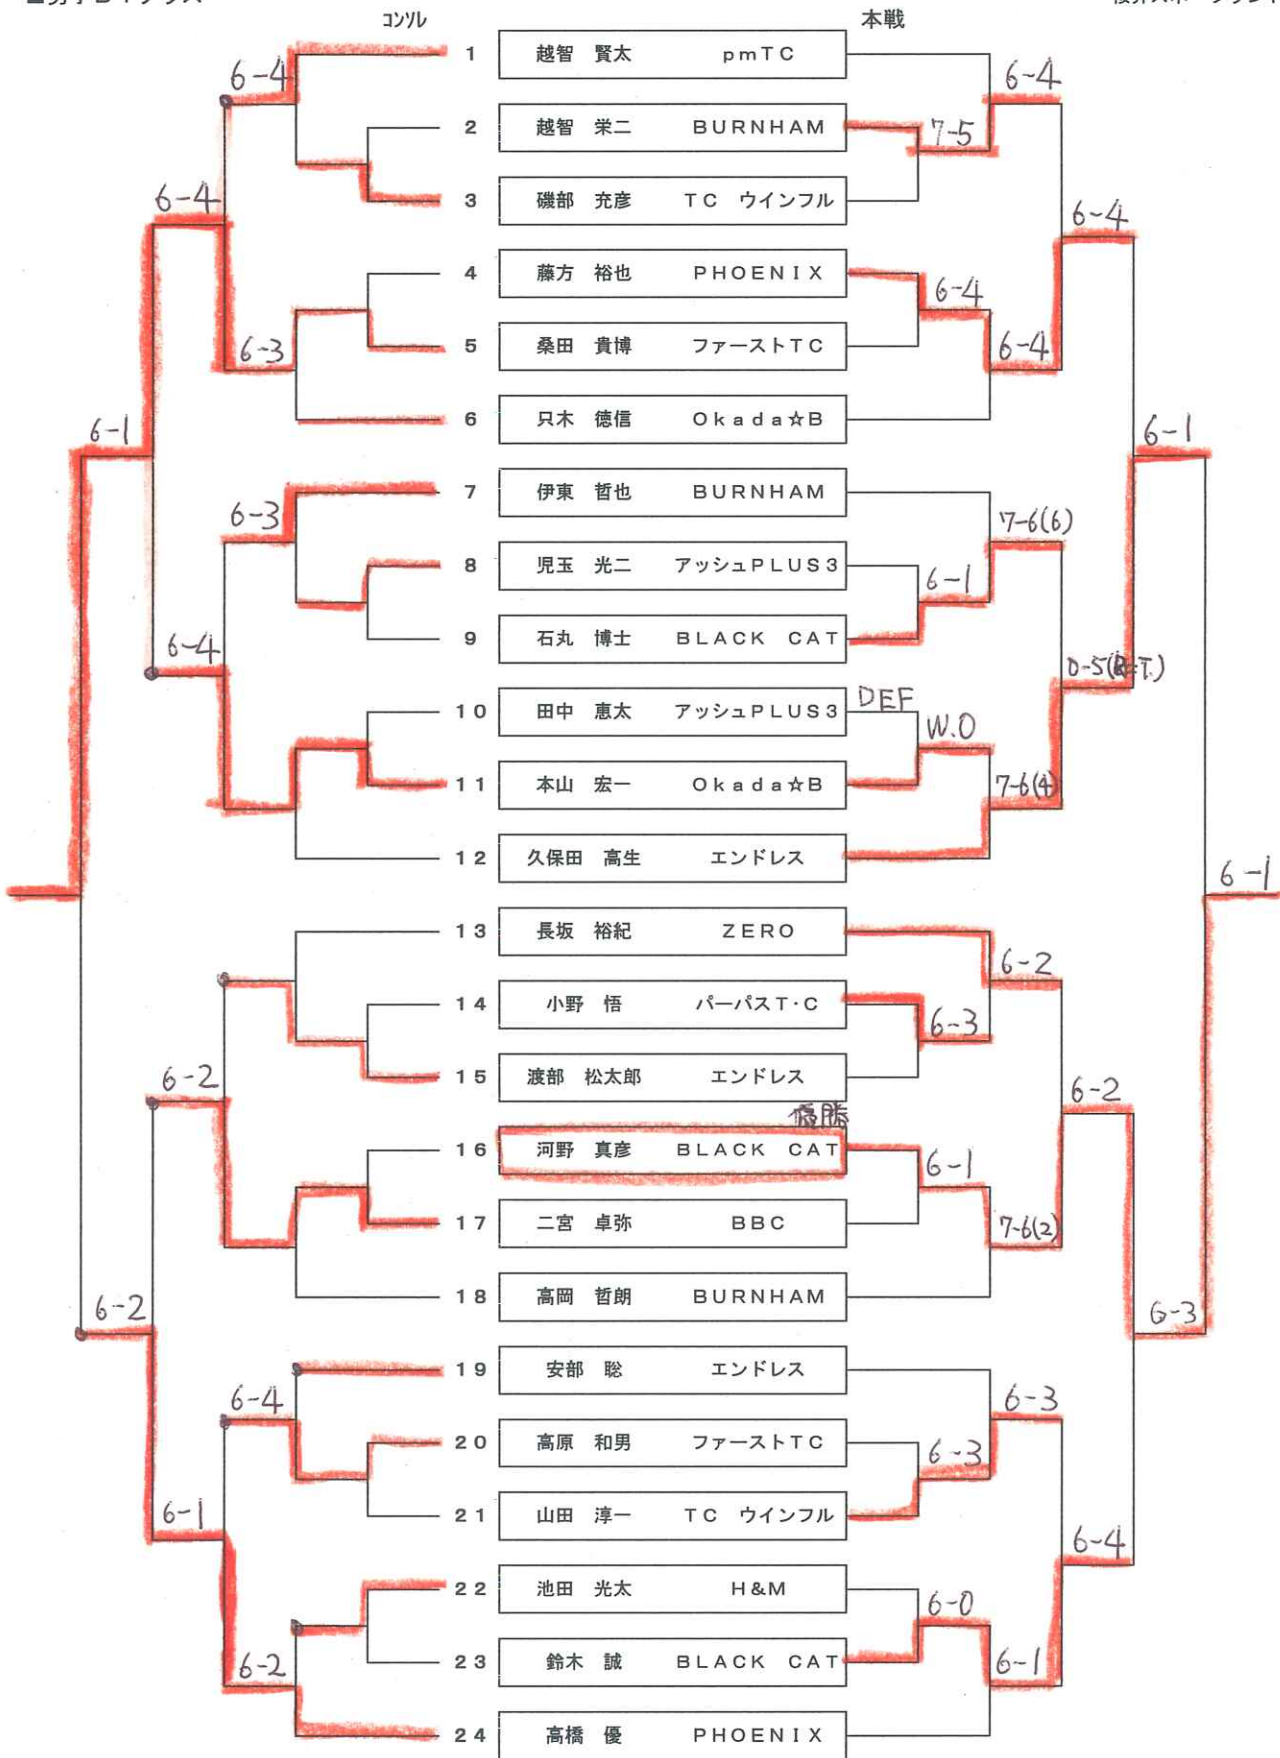 コンソレ 本戦
1 越智 賢太 pmTC
6-4 6-4
2 越智 栄二 BURNHAM 7-5
3 磯部 充彦 TC ウインフル
6-4 6-4
4 藤方 裕也 PHOENIX
6-4
5 桑田 貴博 ファーストTC
6-3 6-4
6 只木 徳信 Okada☆B
6-1 6-1
7 伊東 哲也 BURNHAM
6-3 7-6(6)
8 児玉 光二 アッシュPLUS3
6-1
9 石丸 博士 BLACK CAT
6-4
10 田中 恵太 アッシュPLUS3 DEF
W.O
11 本山 宏一 Okada☆B 7-6(4)
12 久保田 高生 エンドレス
6-1
13 長坂 裕紀 ZERO
6-2
14 小野 悟 パーパスT・C
6-3
15 渡部 松太郎 エンドレス
6-2 6-2
優勝
16 河野 真彦 BLACK CAT
6-1
17 二宮 卓弥 BBC 7-6(2)
18 高岡 哲朗 BURNHAM
6-2 6-3
19 安部 聡 エンドレス
6-4 6-3
20 高原 和男 ファーストTC
6-3
21 山田 淳一 TC ウインフル
6-1 6-4
22 池田 光太 H&M
6-0
23 鈴木 誠 BLACK CAT
6-2 6-1
24 高橋 優 PHOENIX